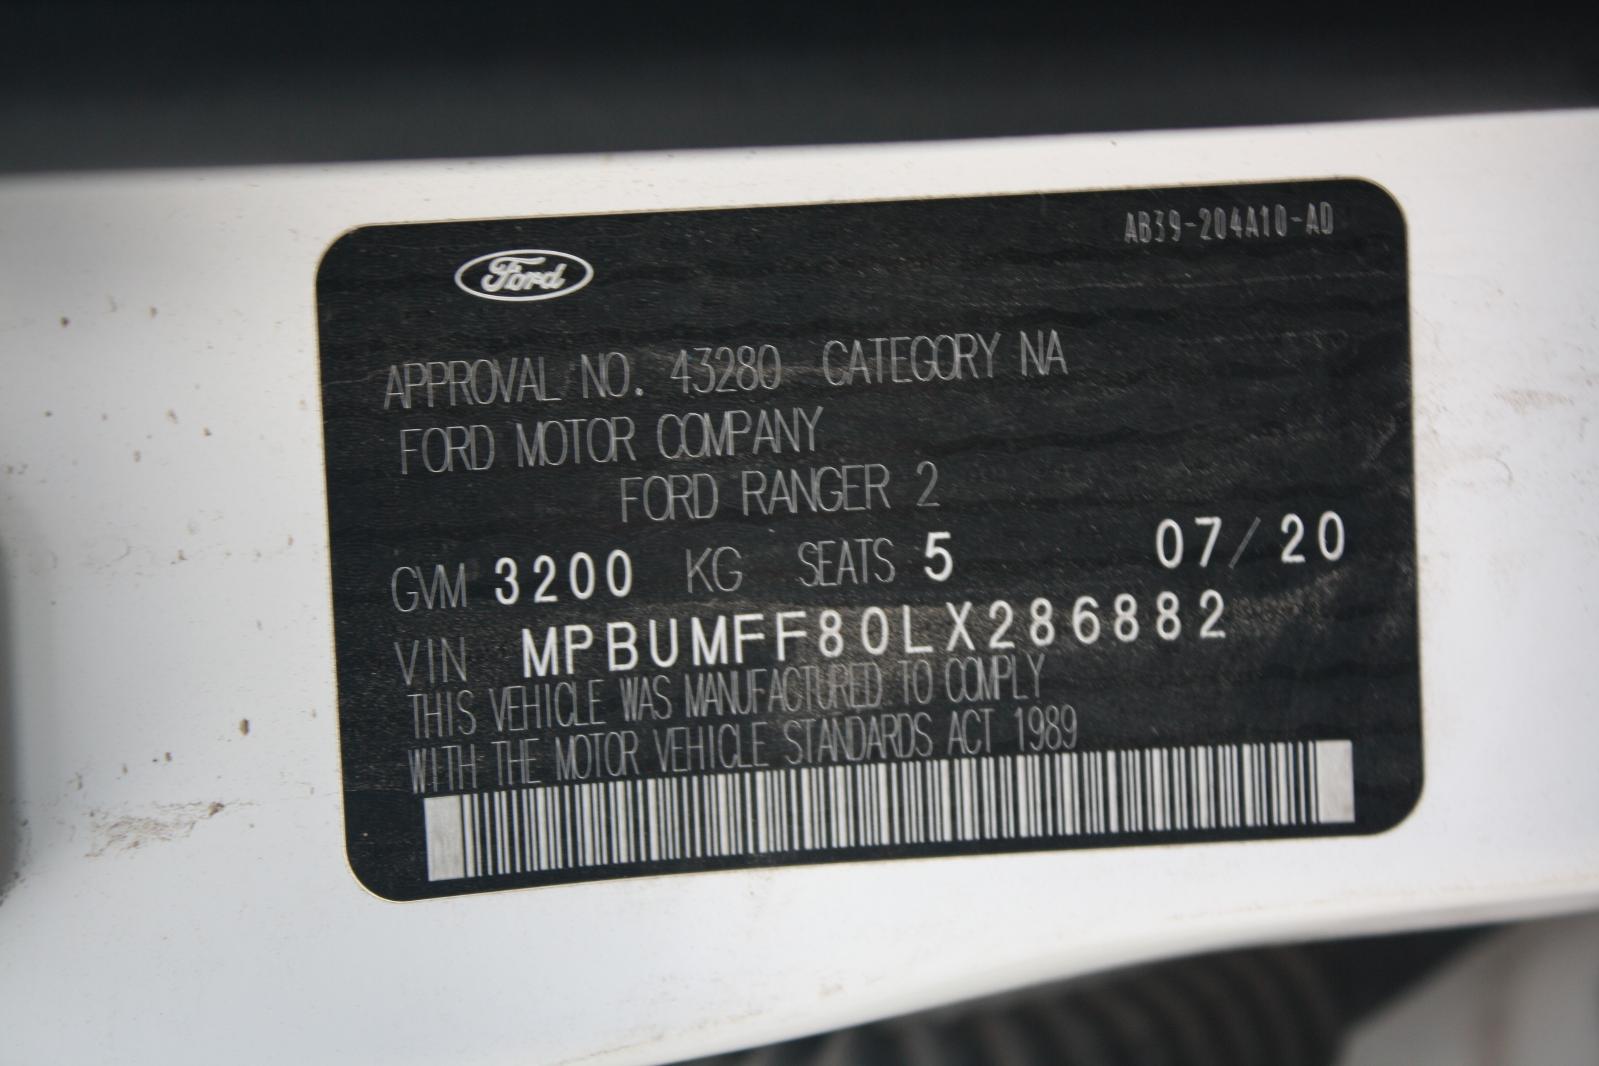 AB39-204A10-AD
Ford
APPROVAL NO. 43280 CATEGORY NA
FORD MOTOR COMPANY
FORD RANGER 2
GVM 3200 KG SEATS 5 07/20
VIN MPBUMFF80LX286882
THIS VEHICLE WAS MANUFACTURED TO COMPLY
WITH THE MOTOR VEHICLE STANDARDS ACT 1989